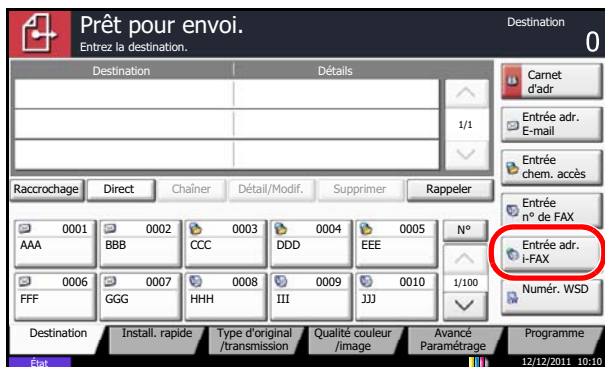 Prêt pour envoi.
Entrez la destination.
Destination
0
Destination Détails
1/1
Carnet
d'adr
Entrée adr.
E-mail
Entrée
chem. accès
Entrée
n° de FAX
Entrée adr.
i-FAX
Numér. WSD
Raccrochage Direct Chaîner Détail/Modif. Supprimer Rappeler
0001 0002 0003 0004 0005 N°
AAA BBB CCC DDD EEE
0006 0007 0008 0009 0010 1/100
FFF GGG HHH III JJJ
Destination Install. rapide Type d'original
/transmission Qualité couleur
/image Avancé
Paramétrage Programme
État 12/12/2011 10:10